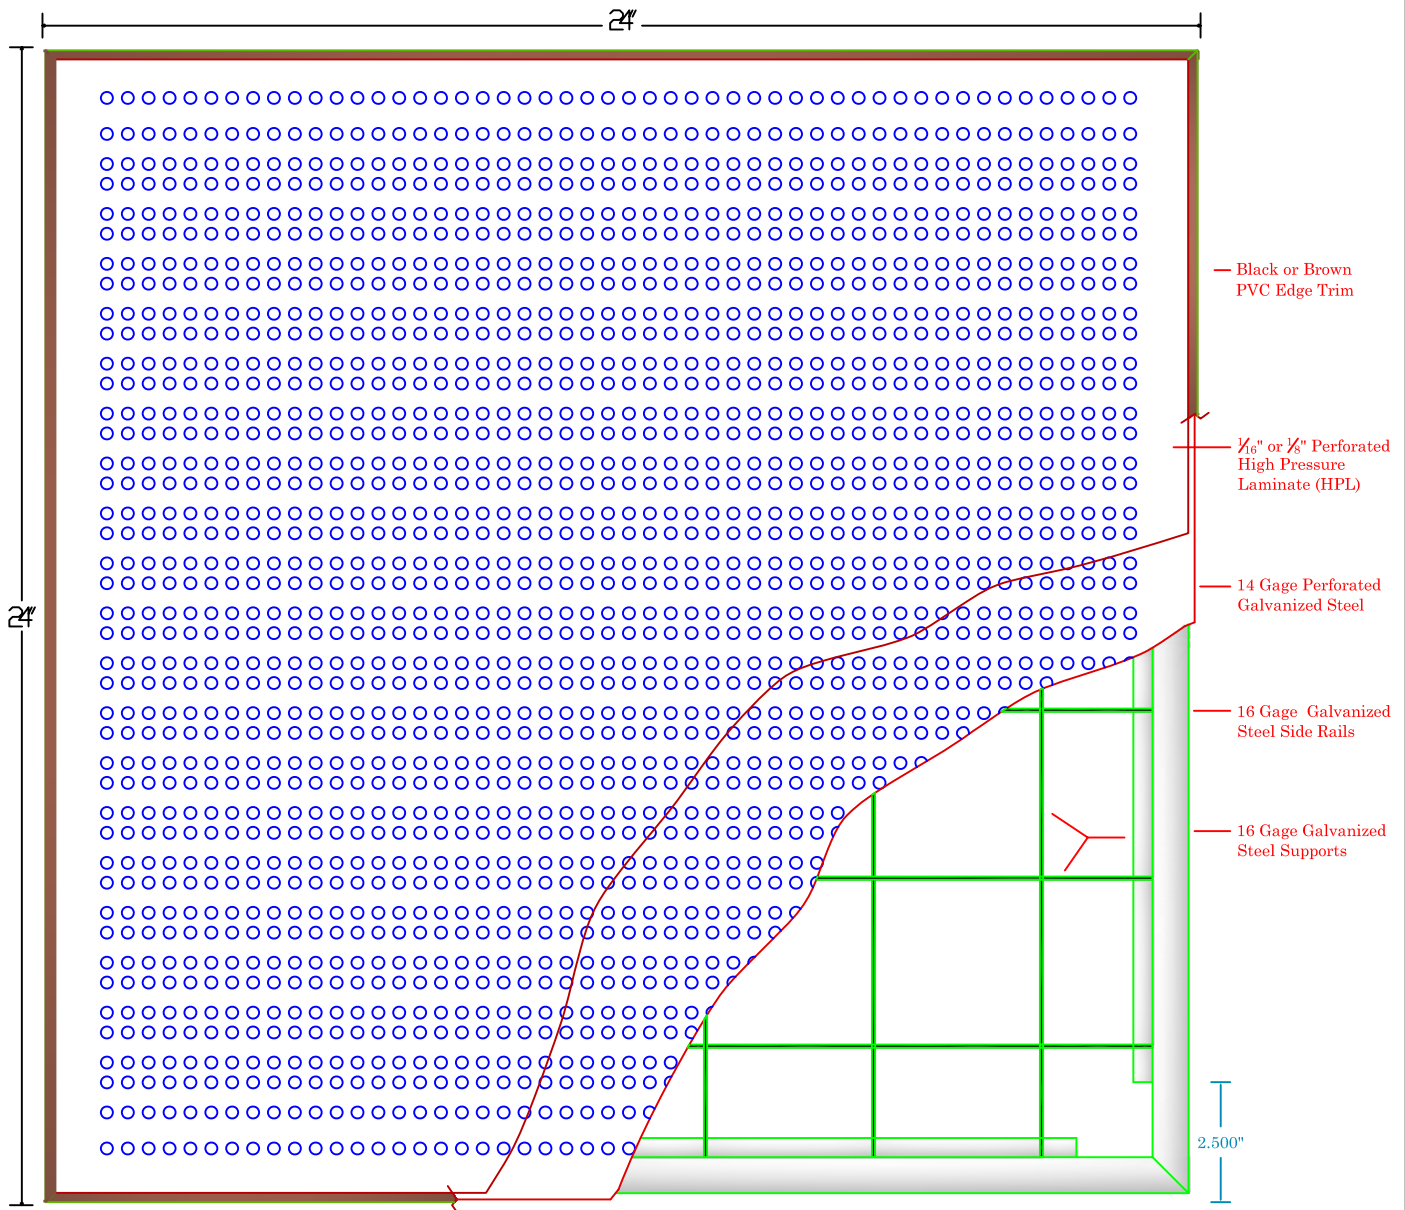 24"
Black or Brown
PVC Edge Trim
1/16" or 1/8" Perforated
High Pressure
Laminate (HPL)
24"
14 Gage Perforated
Galvanized Steel
16 Gage Galvanized
Steel Side Rails
16 Gage Galvanized
Steel Supports
2.500"